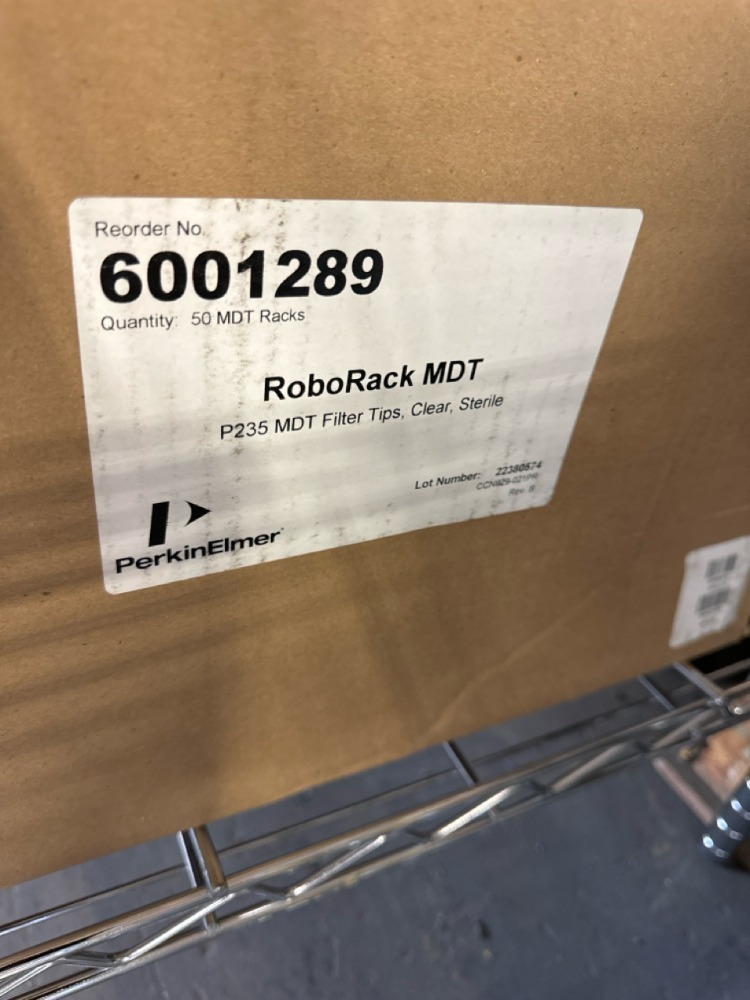 Reorder No.
6001289
Quantity: 50 MDT Racks
RoboRack MDT
P235 MDT Filter Tips, Clear, Sterile
Lot Number: 22380574
Rev. B
PerkinElmer